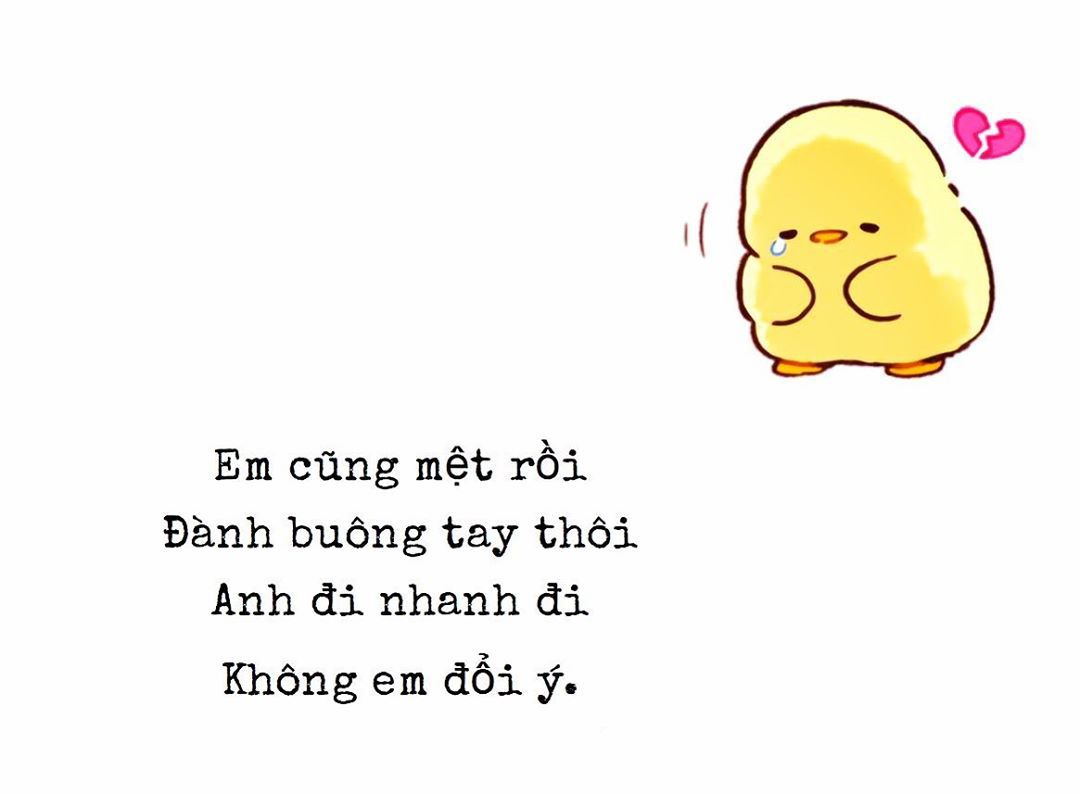 Em cũng mệt rồi
Đành buông tay thôi
Anh đi nhanh đi
Không em đổi ý.